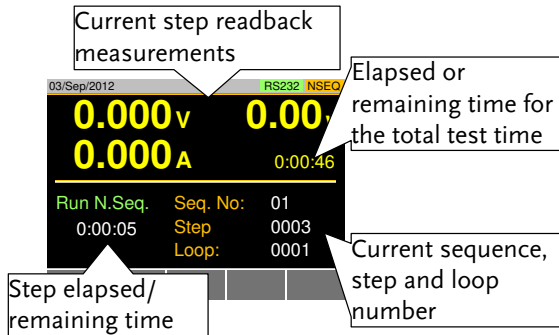 Current step readback
measurements
03/Sep/2012 RS232 NSEQ
0.000 V 0.00
0.000 A 0:00:46
Elapsed or
remaining time for
the total test time
Run N.Seq. Seq. No: 01
0:00:05 Step 0003
Loop: 0001
Current sequence,
step and loop
number
Step elapsed/
remaining time